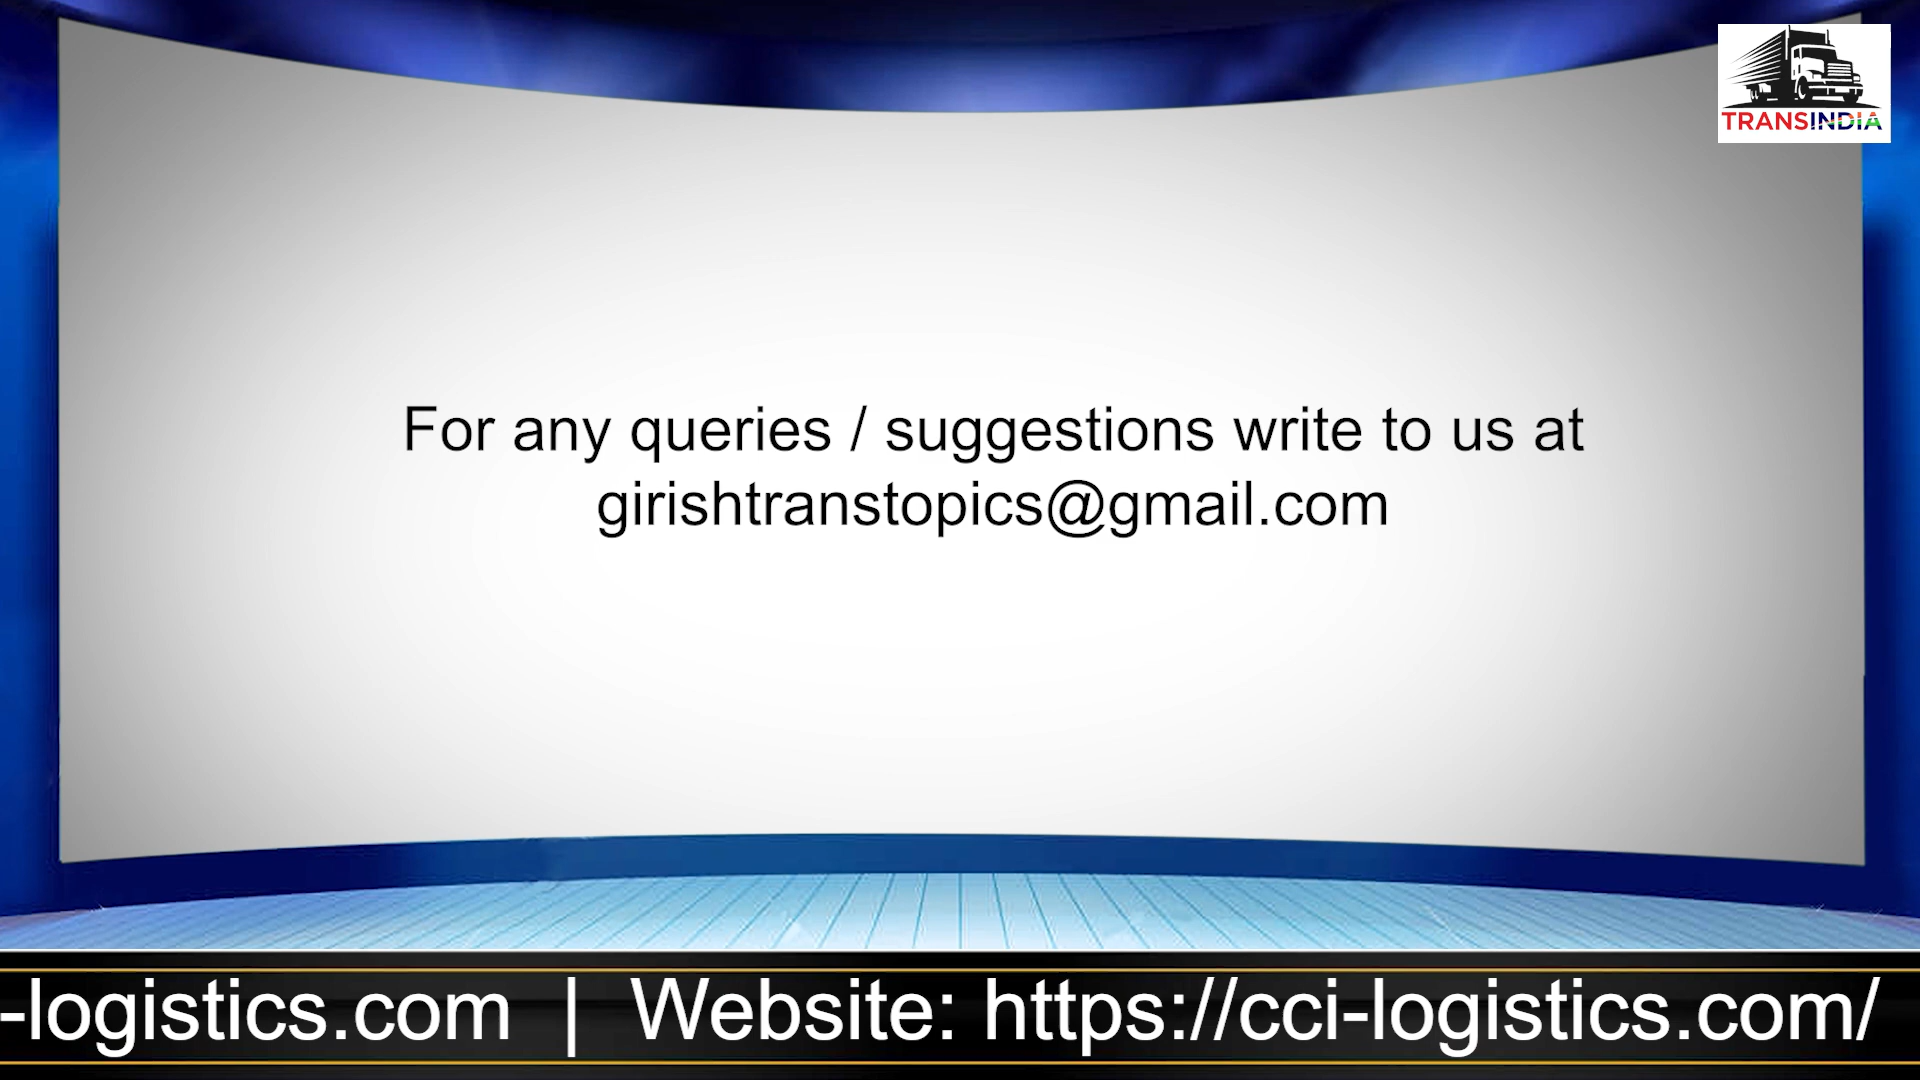 TRANSINDIA
For any queries / suggestions write to us at
girishtranstopics@gmail.com
-logistics.com | Website: https://cci-logistics.com/